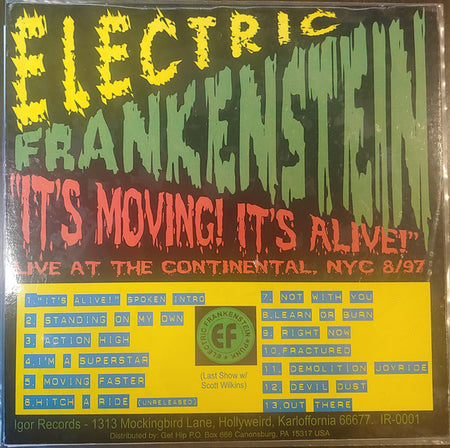 ELECTRIC
FRANKENSTEIN
"IT'S MOVING! IT'S ALIVE!"
LIVE AT THE CONTINENTAL, NYC 8/97
1. "IT'S ALIVE!" SPOKEN INTRO
2. STANDING ON MY OWN
3. ACTION HIGH
4. I'M A SUPERSTAR
5. MOVING FASTER
6. HITCH A RIDE (UNRELEASED)
ELECTRIC FRANKENSTEIN
EF
(Last Show w/
Scott Wilkins)
7. NOT WITH YOU
8. LEARN OR BURN
9. RIGHT NOW
10. FRACTURED
11. DEMOLITION JOYRIDE
12. DEVIL DUST
13. OUT THERE
Igor Records - 1313 Mockingbird Lane, Hollyweird, Karloffornia 66677. IR-0001
Distributed by: Get Hip P.O. Box 666 Canonsburg, PA 15317 USA